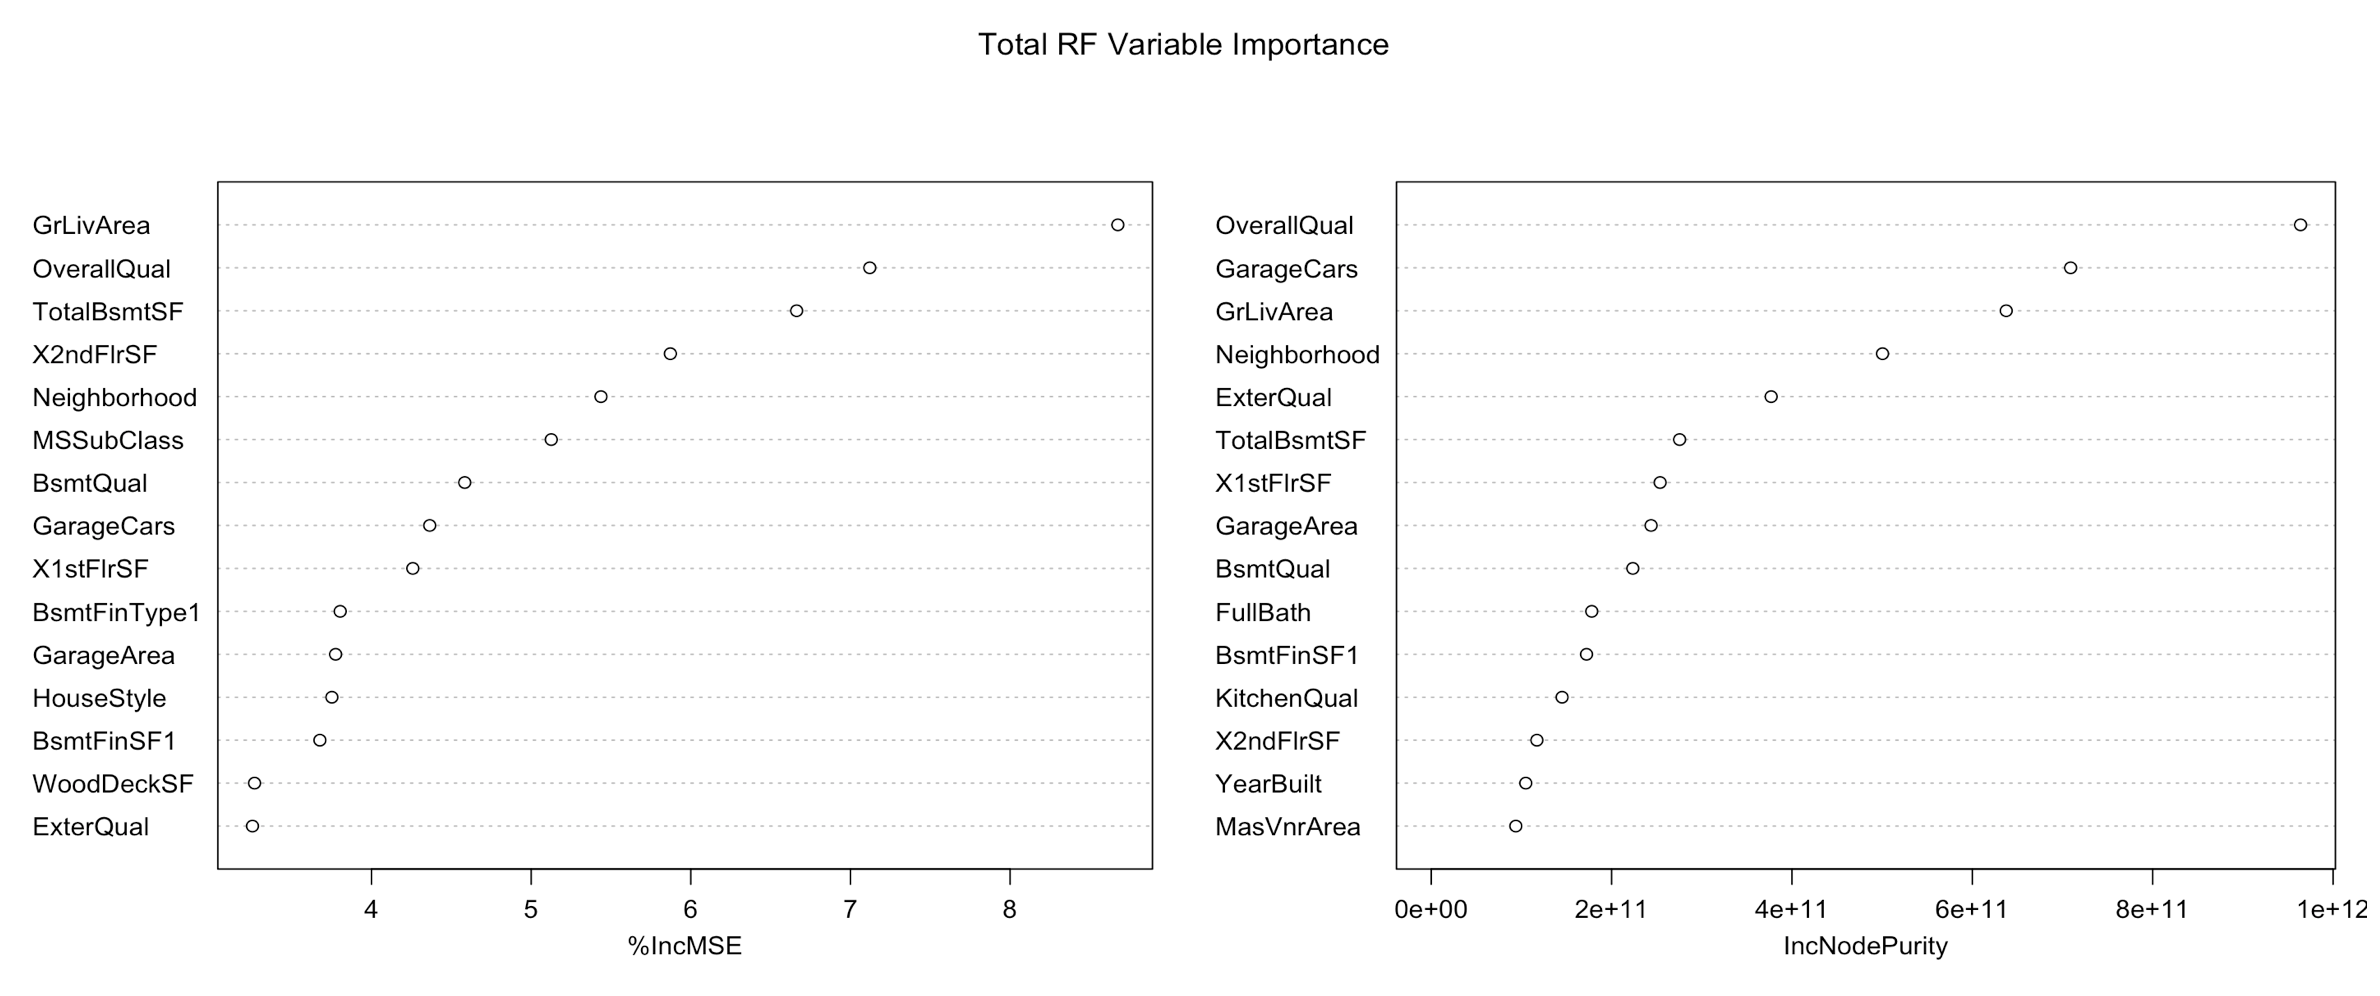 Total RF Variable Importance
GrLivArea
OverallQual
TotalBsmtSF
X2ndFlrSF
Neighborhood
MSSubClass
BsmtQual
GarageCars
X1stFlrSF
BsmtFinType1
GarageArea
HouseStyle
BsmtFinSF1
WoodDeckSF
ExterQual
4 5 6 7 8
%IncMSE
OverallQual
GarageCars
GrLivArea
Neighborhood
ExterQual
TotalBsmtSF
X1stFlrSF
GarageArea
BsmtQual
FullBath
BsmtFinSF1
KitchenQual
X2ndFlrSF
YearBuilt
MasVnrArea
0e+00 2e+11 4e+11 6e+11 8e+11 1e+12
IncNodePurity